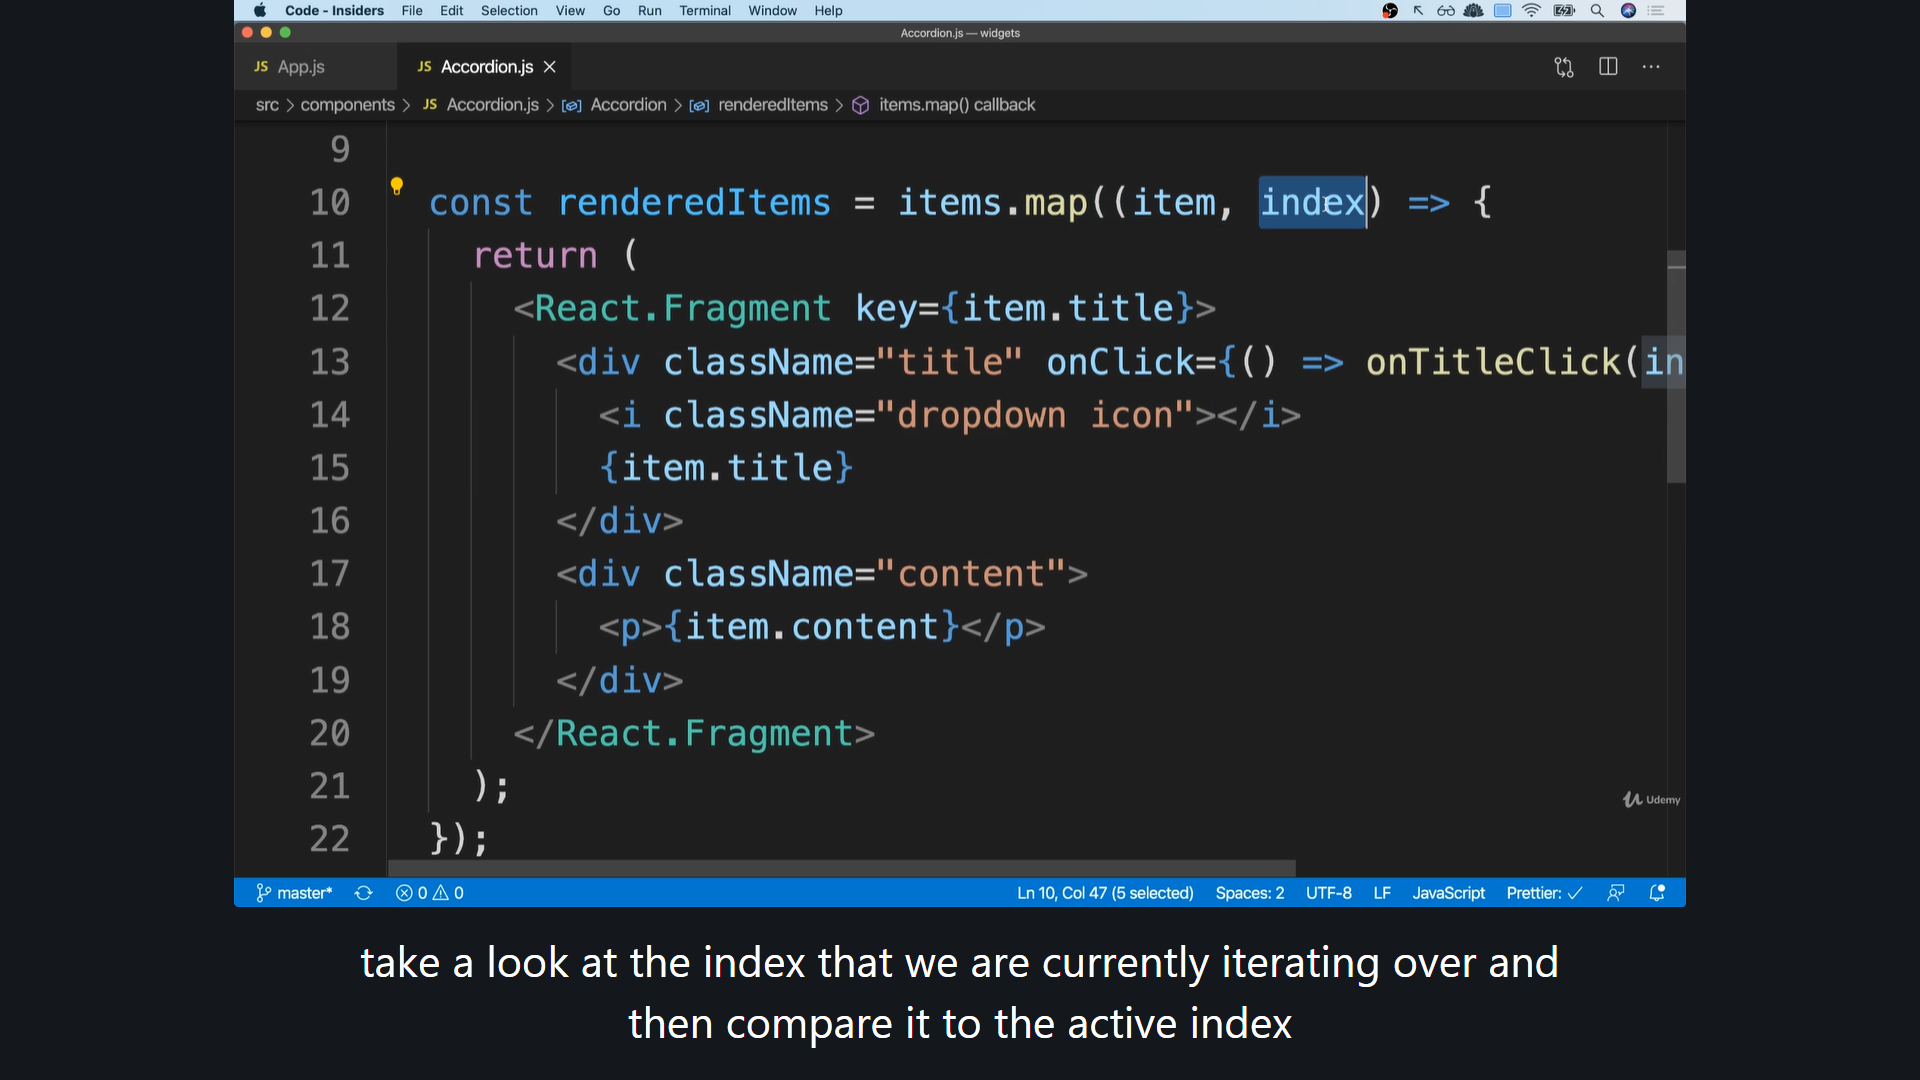 Code - Insiders File Edit Selection View Go Run Terminal Window Help
Accordion.js — widgets
JS App.js JS Accordion.js
src > components > JS Accordion.js > Accordion > renderedItems > items.map() callback
9
10 const renderedItems = items.map((item, index) => {
11 return (
12 <React.Fragment key={item.title}>
13 <div className="title" onClick={() => onTitleClick(in
14 <i className="dropdown icon"></i>
15 {item.title}
16 </div>
17 <div className="content">
18 <p>{item.content}</p>
19 </div>
20 </React.Fragment>
21 );
22 });
Udemy
master* 0 0 Ln 10, Col 47 (5 selected) Spaces: 2 UTF-8 LF JavaScript Prettier: ✓
take a look at the index that we are currently iterating over and
then compare it to the active index